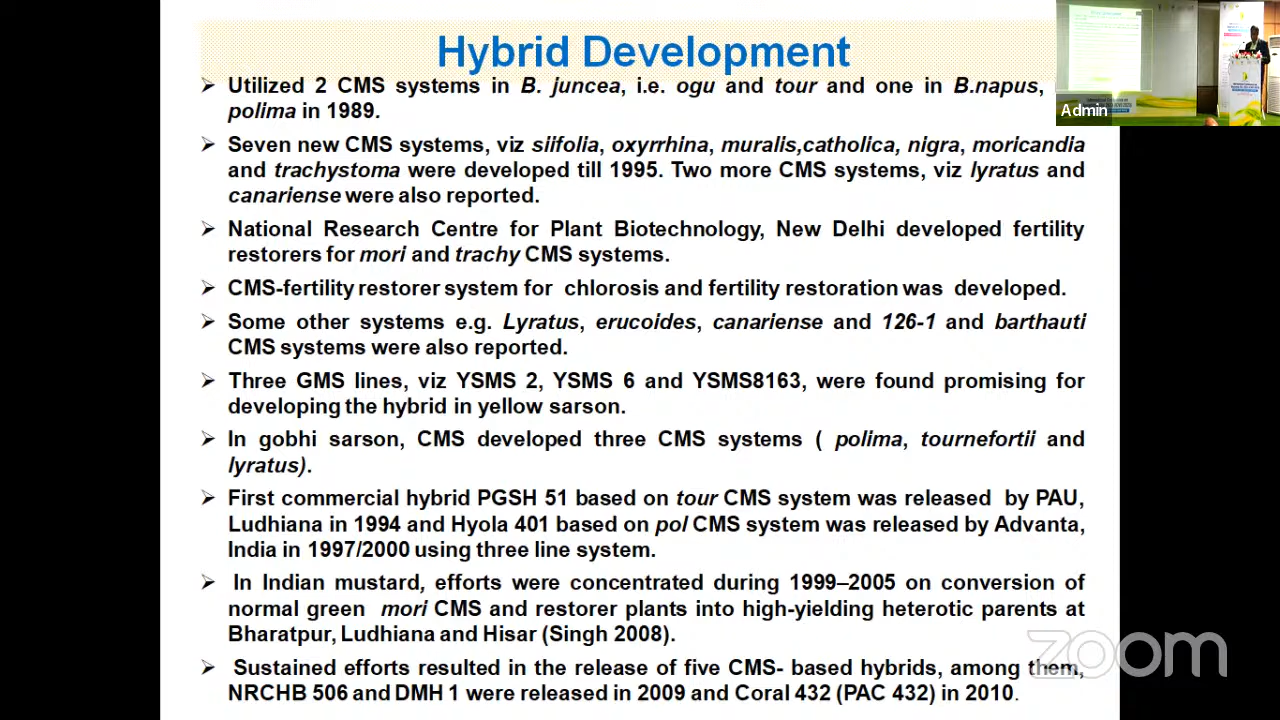 Hybrid Development
➢ Utilized 2 CMS systems in B. juncea, i.e. ogu and tour and one in B.napus,
polima in 1989.
➢ Seven new CMS systems, viz siifolia, oxyrrhina, muralis,catholica, nigra, moricandia
and trachystoma were developed till 1995. Two more CMS systems, viz lyratus and
canariense were also reported.
➢ National Research Centre for Plant Biotechnology, New Delhi developed fertility
restorers for mori and trachy CMS systems.
➢ CMS-fertility restorer system for chlorosis and fertility restoration was developed.
➢ Some other systems e.g. Lyratus, erucoides, canariense and 126-1 and barthauti
CMS systems were also reported.
➢ Three GMS lines, viz YSMS 2, YSMS 6 and YSMS8163, were found promising for
developing the hybrid in yellow sarson.
➢ In gobhi sarson, CMS developed three CMS systems ( polima, tournefortii and
lyratus).
➢ First commercial hybrid PGSH 51 based on tour CMS system was released by PAU,
Ludhiana in 1994 and Hyola 401 based on pol CMS system was released by Advanta,
India in 1997/2000 using three line system.
➢ In Indian mustard, efforts were concentrated during 1999–2005 on conversion of
normal green mori CMS and restorer plants into high-yielding heterotic parents at
Bharatpur, Ludhiana and Hisar (Singh 2008).
➢ Sustained efforts resulted in the release of five CMS- based hybrids, among them,
NRCHB 506 and DMH 1 were released in 2009 and Coral 432 (PAC 432) in 2010.
Admin
zoom